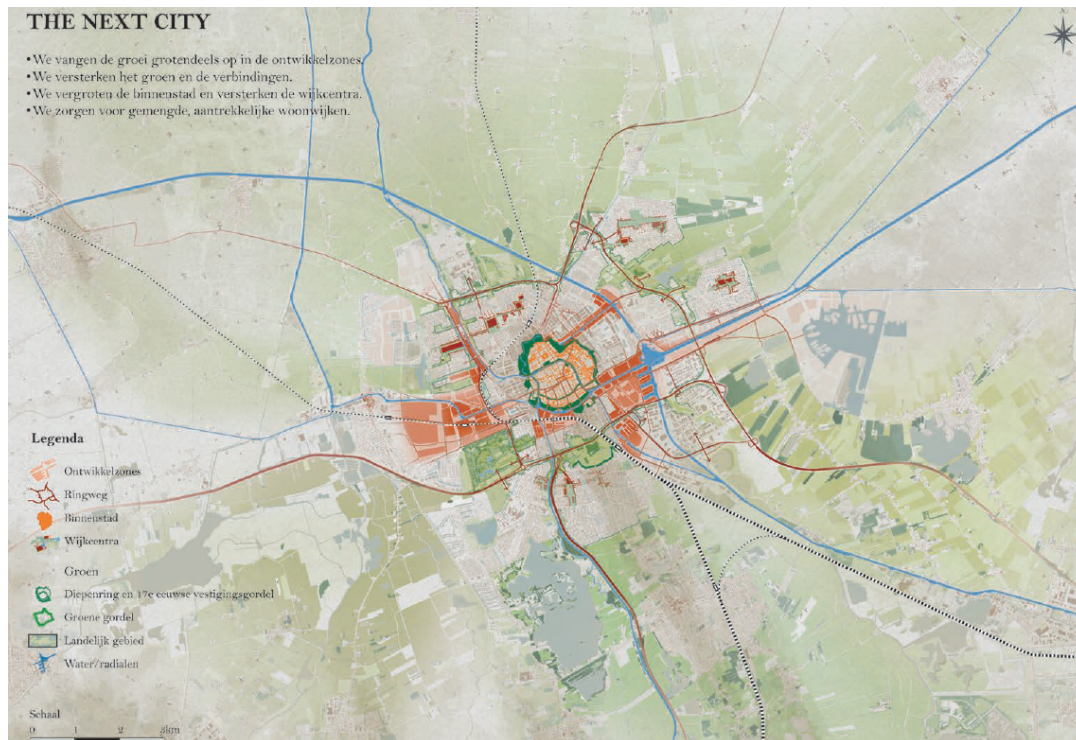 THE NEXT CITY
• We vangen de groei grotendeels op in de ontwikkelzones.
• We versterken het groen en de verbindingen.
• We vergroten de binnenstad en versterken de wijkcentra.
• We zorgen voor gemengde, aantrekkelijke woonwijken.
Legenda
Ontwikkelzones
Ringweg
Binnenstad
Wijkcentra
Groen
Diepenring en 17e eeuwse vestigingsgordel
Groene gordel
Landelijk gebied
Water/radialen
Schaal
0 1 2 3km